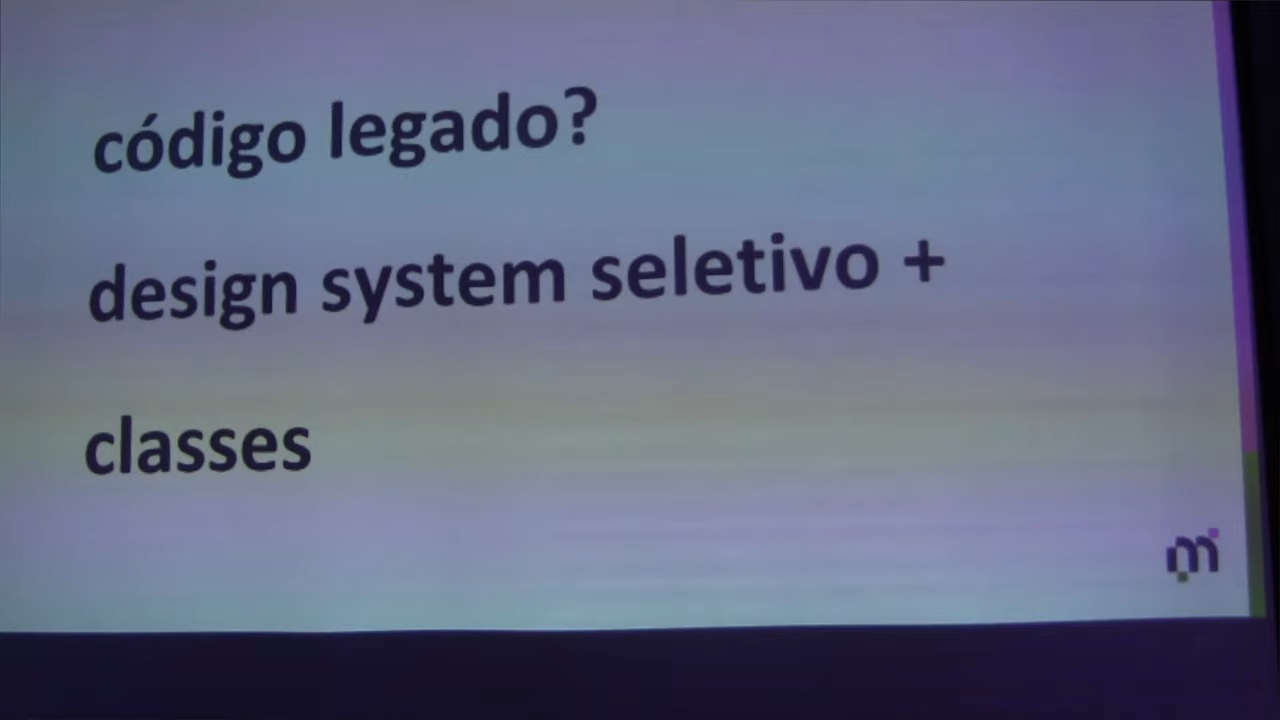 código legado?
design system seletivo +
classes
m